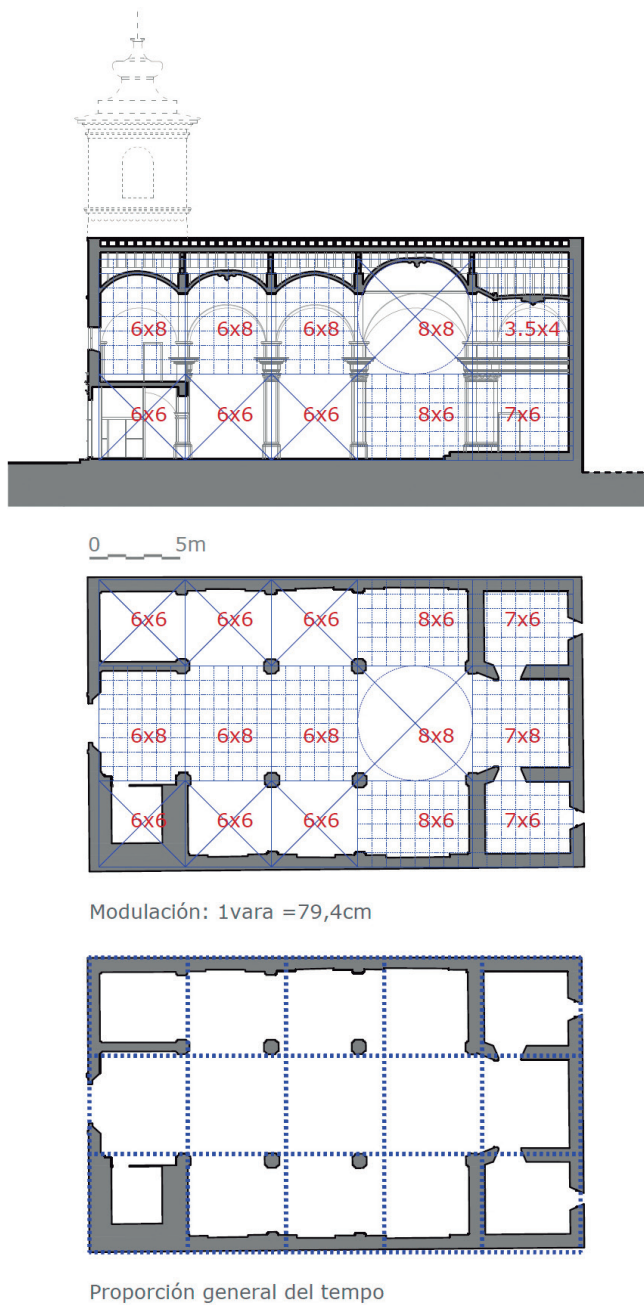 6x8 6x8 6x8 8x8 3.5x4
6x6 6x6 6x6 8x6 7x6
0 5m
6x6 6x6 6x6 8x6 7x6
6x8 6x8 6x8 8x8 7x8
6x6 6x6 6x6 8x6 7x6
Modulación: 1vara =79,4cm
Proporción general del tempo